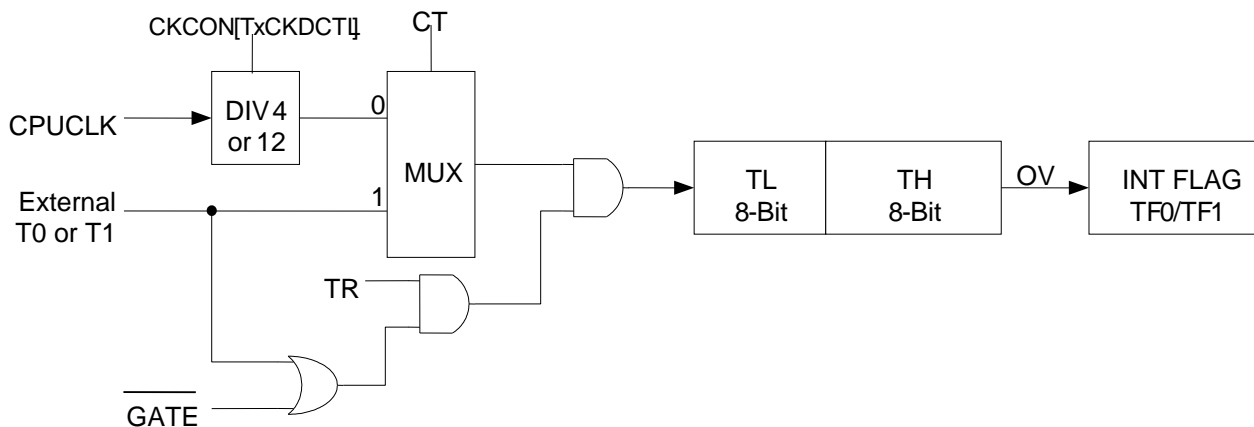 CKCON[TxCKDCTL]
CT
CPUCLK
DIV 4
or 12
0
MUX
1
External
T0 or T1
TL
8-Bit
TH
8-Bit
OV
INT FLAG
TF0/TF1
TR
GATE